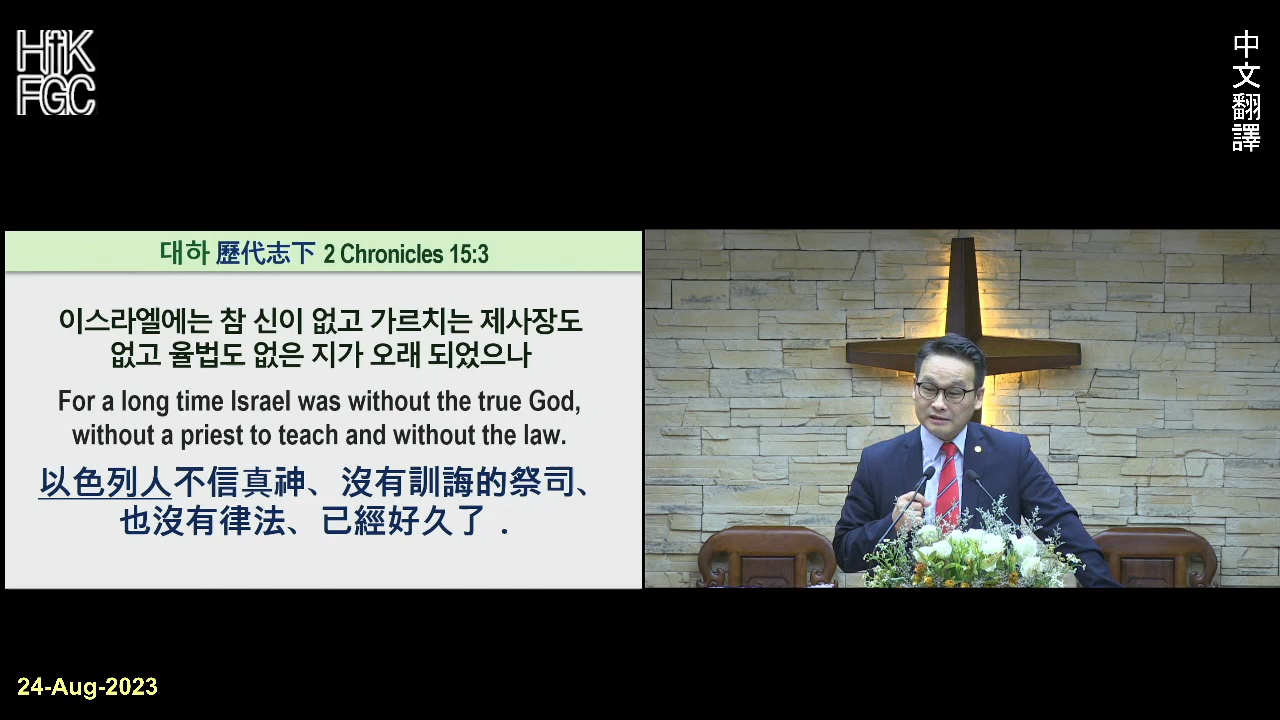 HfK
FGC
中文翻譯
대하 歷代志下 2 Chronicles 15:3
이스라엘에는 참 신이 없고 가르치는 제사장도
없고 율법도 없은 지가 오래 되었으나
For a long time Israel was without the true God,
without a priest to teach and without the law.
以色列人不信真神、沒有訓誨的祭司、
也沒有律法、已經好久了．
24-Aug-2023